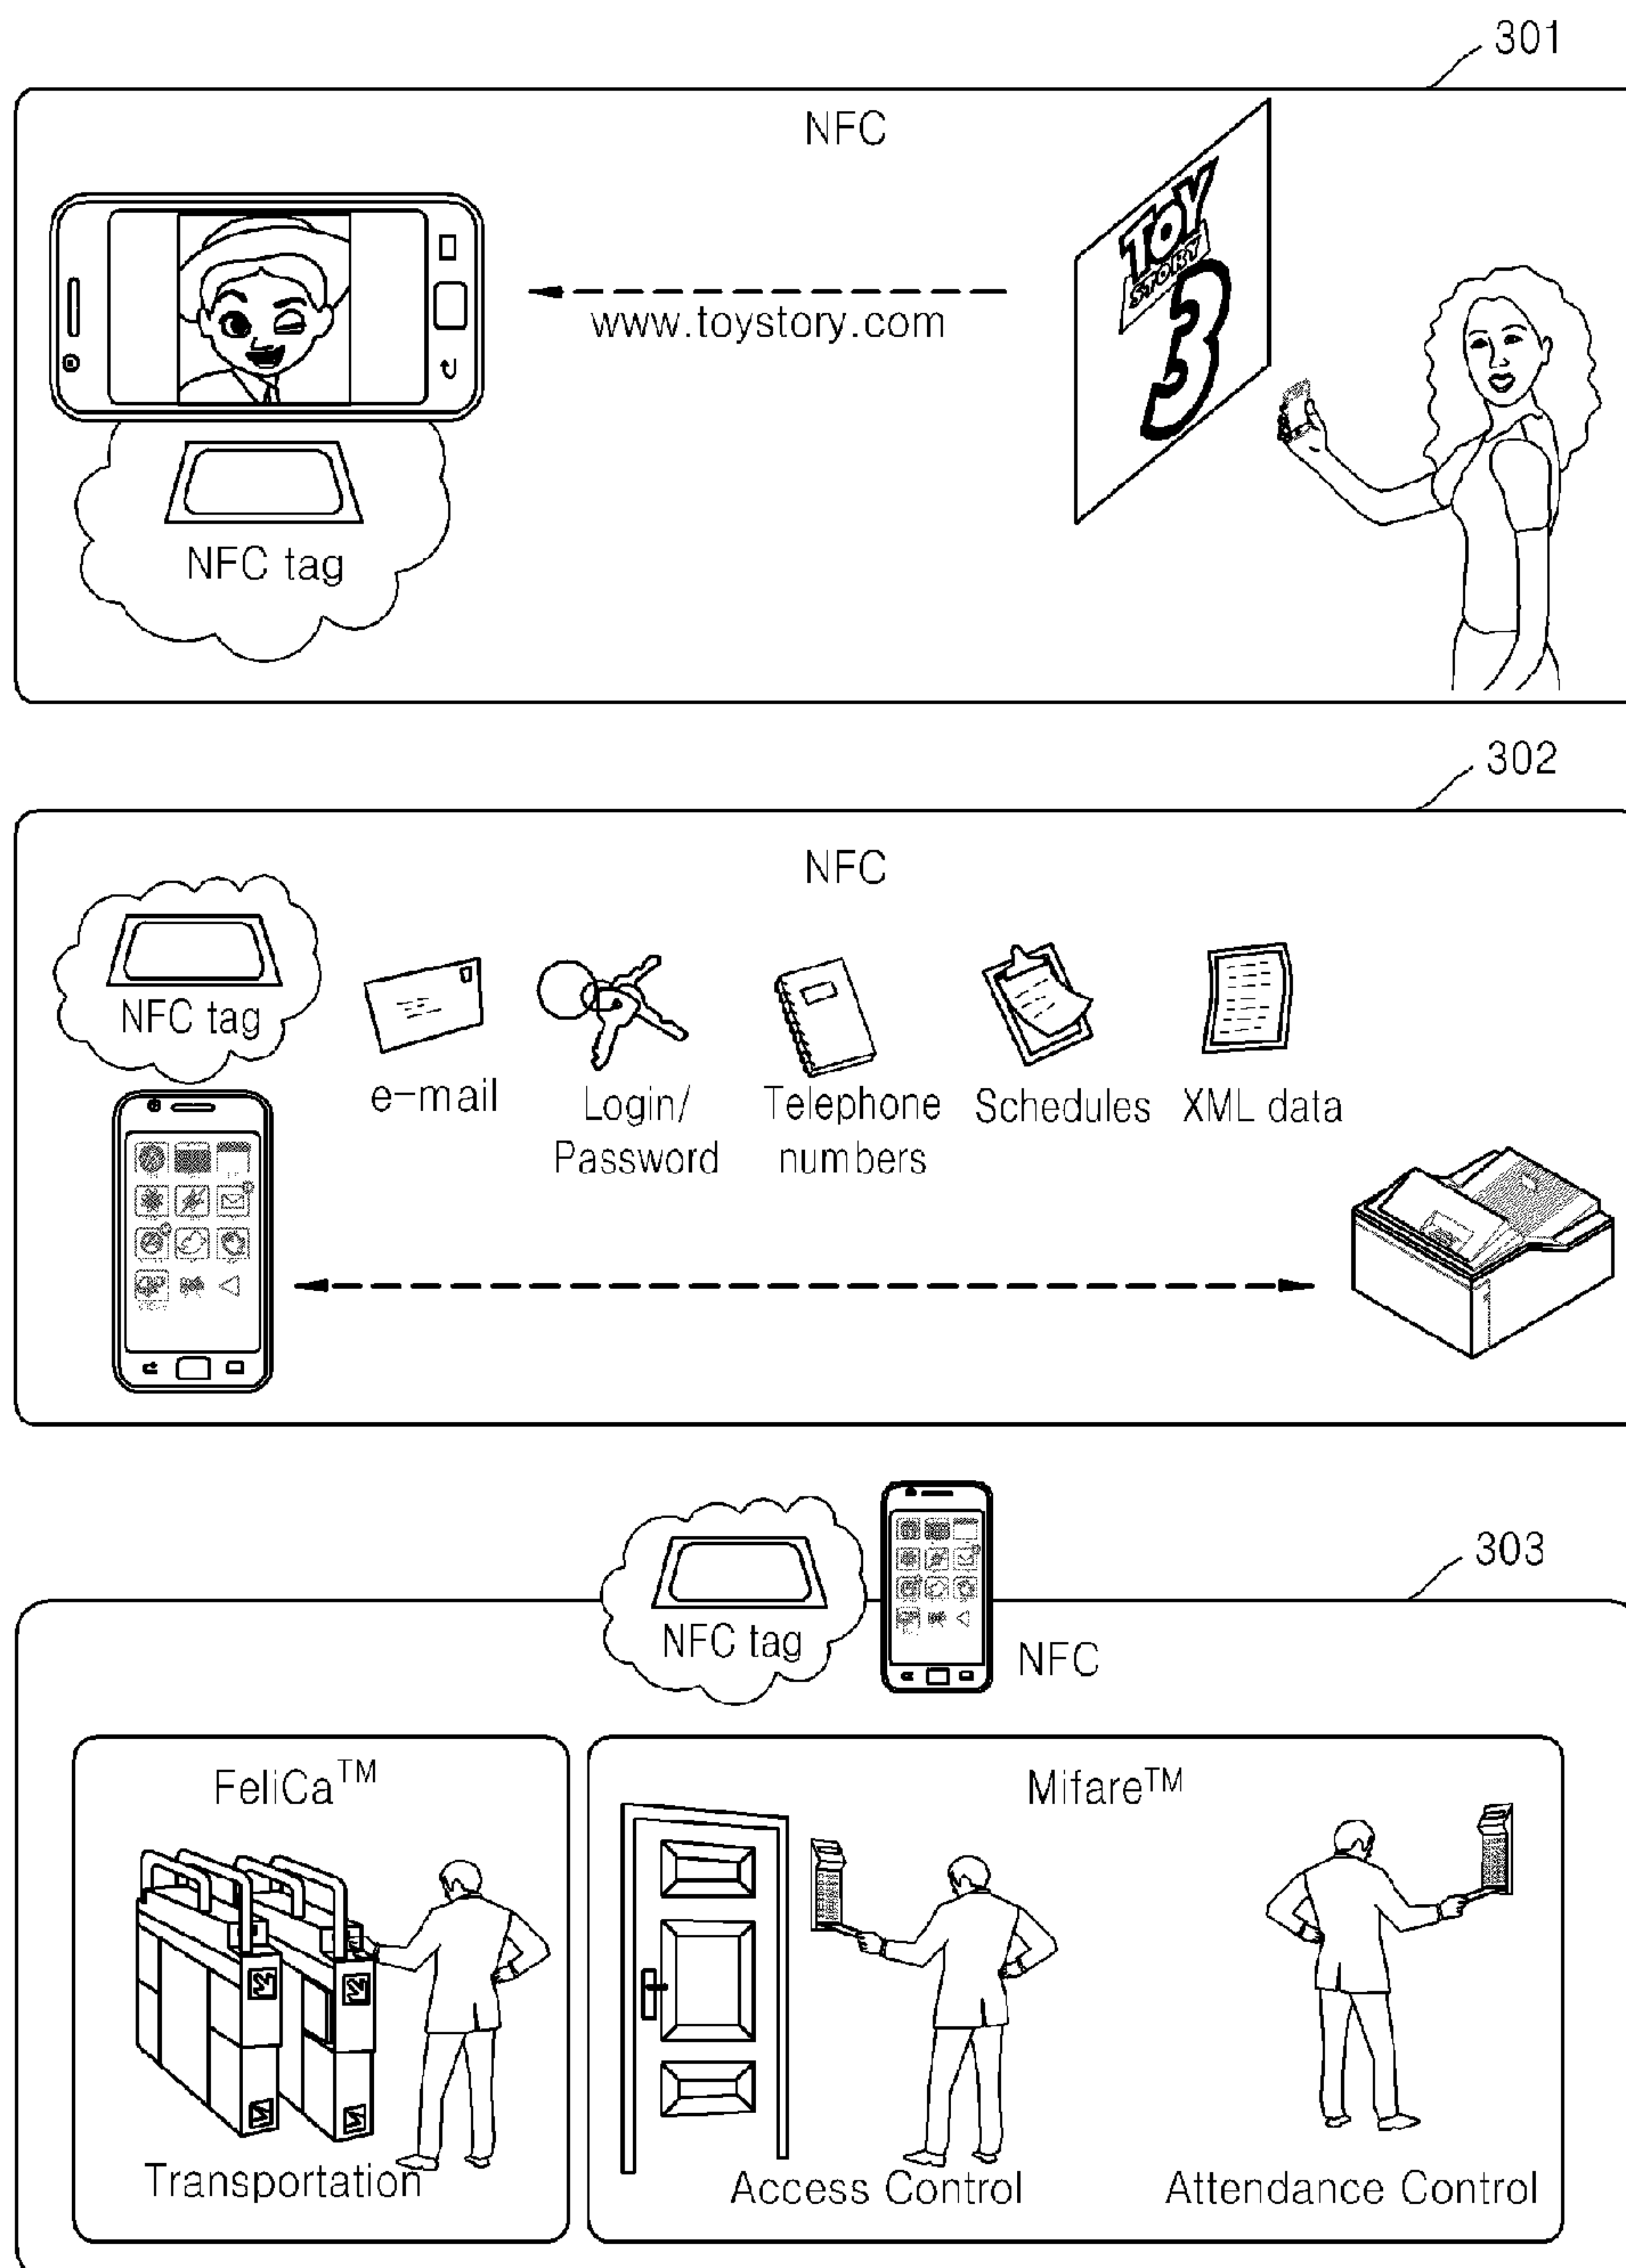 301
NFC
TOY
STORY
3
www.toystory.com
NFC tag
302
NFC
NFC tag
e-mail
Login/
Password
Telephone
numbers
Schedules
XML data
303
NFC tag
NFC
FeliCa™
Transportation
Mifare™
Access Control
Attendance Control